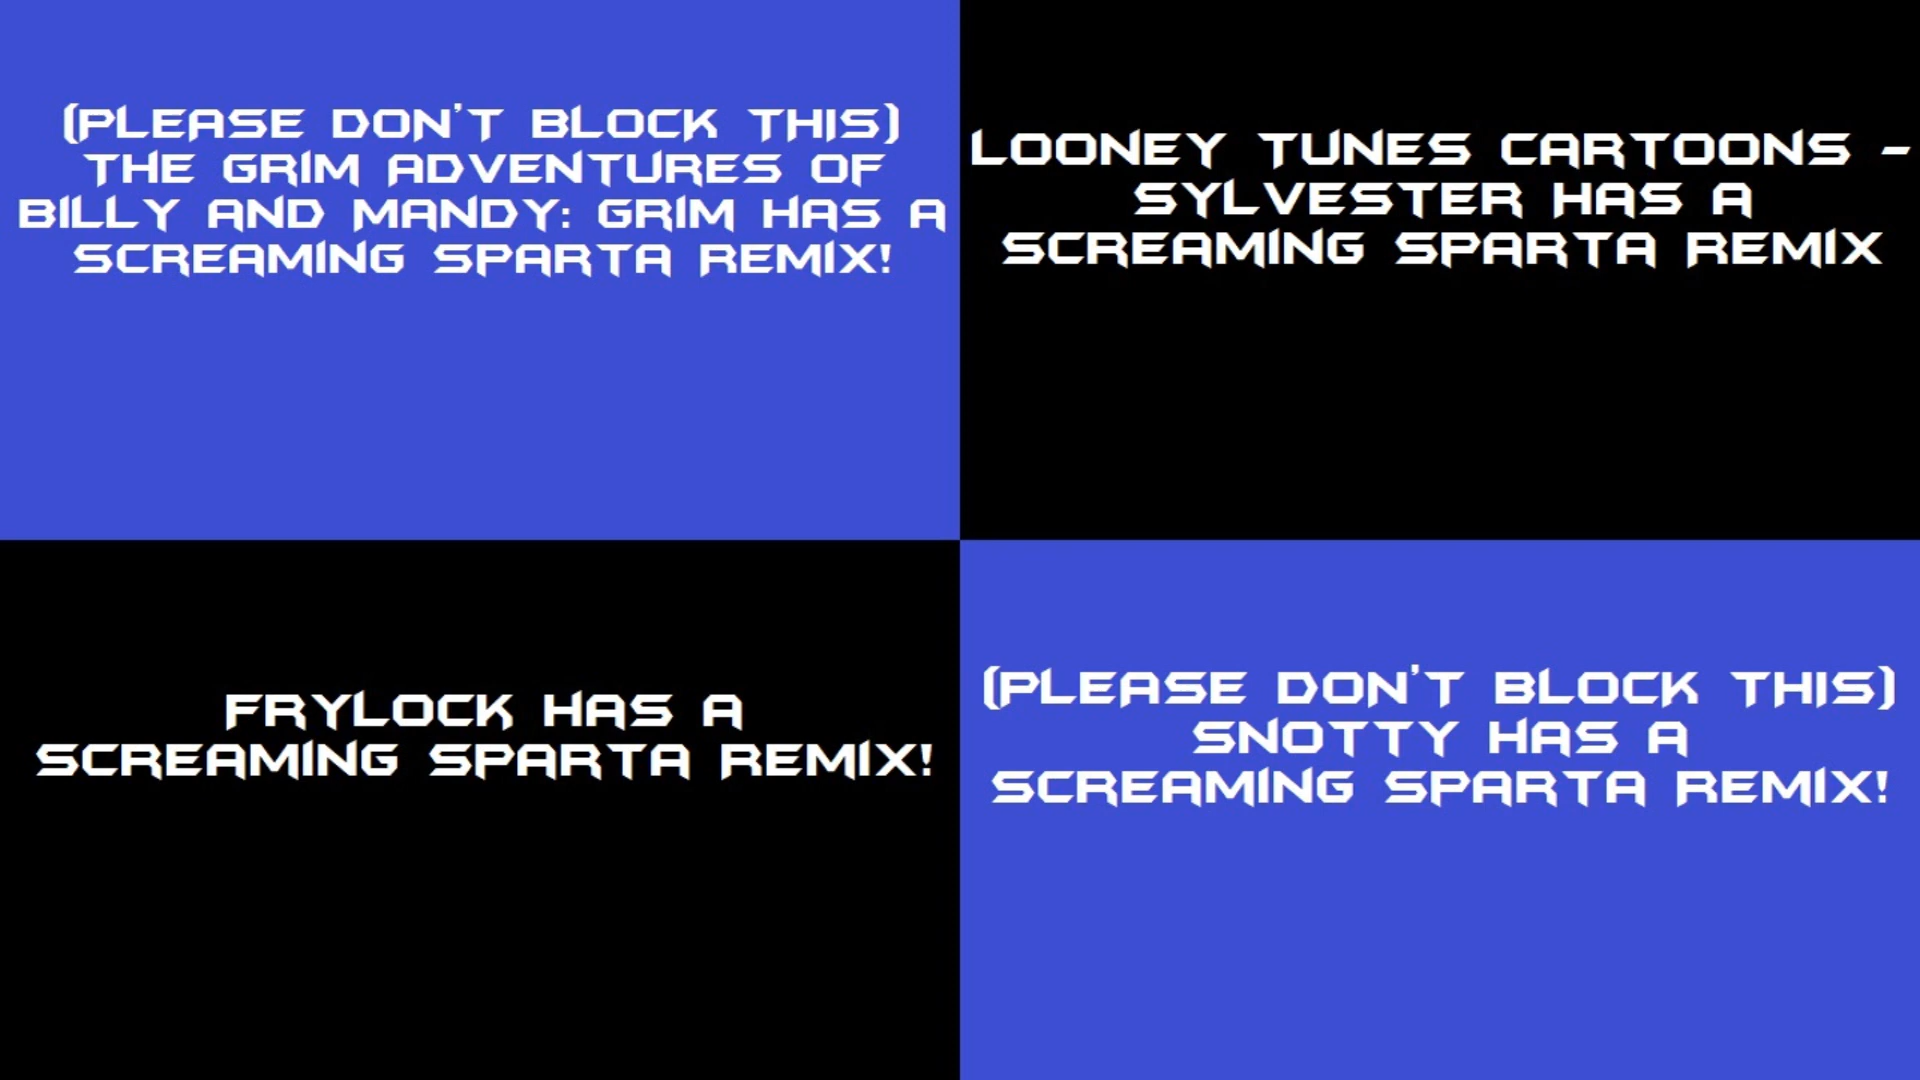 (PLEASE DON'T BLOCK THIS)
THE GRIM ADVENTURES OF
BILLY AND MANDY: GRIM HAS A
SCREAMING SPARTA REMIX!
LOONEY TUNES CARTOONS -
SYLVESTER HAS A
SCREAMING SPARTA REMIX
FRYLOCK HAS A
SCREAMING SPARTA REMIX!
(PLEASE DON'T BLOCK THIS)
SNOTTY HAS A
SCREAMING SPARTA REMIX!